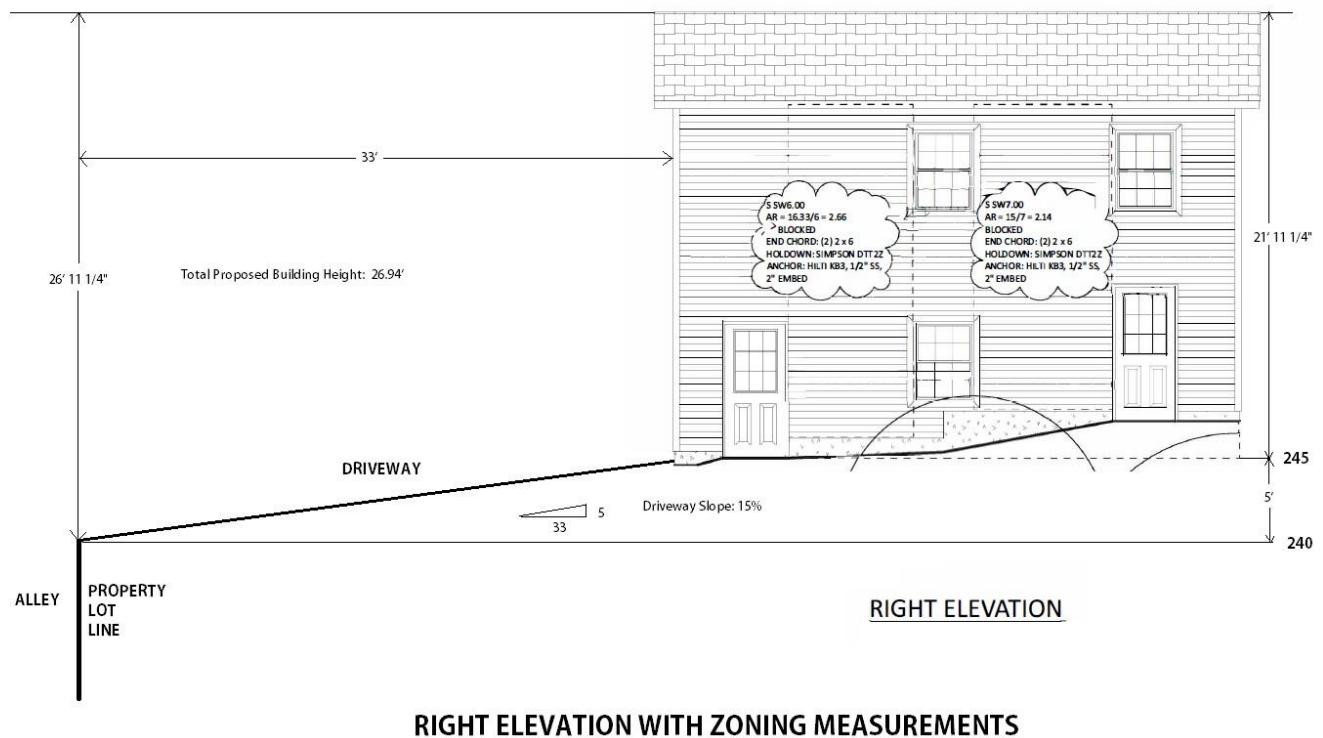 33'
S SW6.00
AR = 16.33/6 = 2.66
BLOCKED
END CHORD: (2) 2 x 6
HOLDOWN: SIMPSON DTT2Z
ANCHOR: HILTI KB3, 1/2" SS,
2" EMBED
S SW7.00
AR = 15/7 = 2.14
BLOCKED
END CHORD: (2) 2 x 6
HOLDOWN: SIMPSON DTT2Z
ANCHOR: HILTI KB3, 1/2" SS,
2" EMBED
21' 11 1/4"
26' 11 1/4"
Total Proposed Building Height: 26.94'
DRIVEWAY
245
5'
240
Driveway Slope: 15%
5
33
ALLEY
PROPERTY
LOT
LINE
RIGHT ELEVATION
RIGHT ELEVATION WITH ZONING MEASUREMENTS